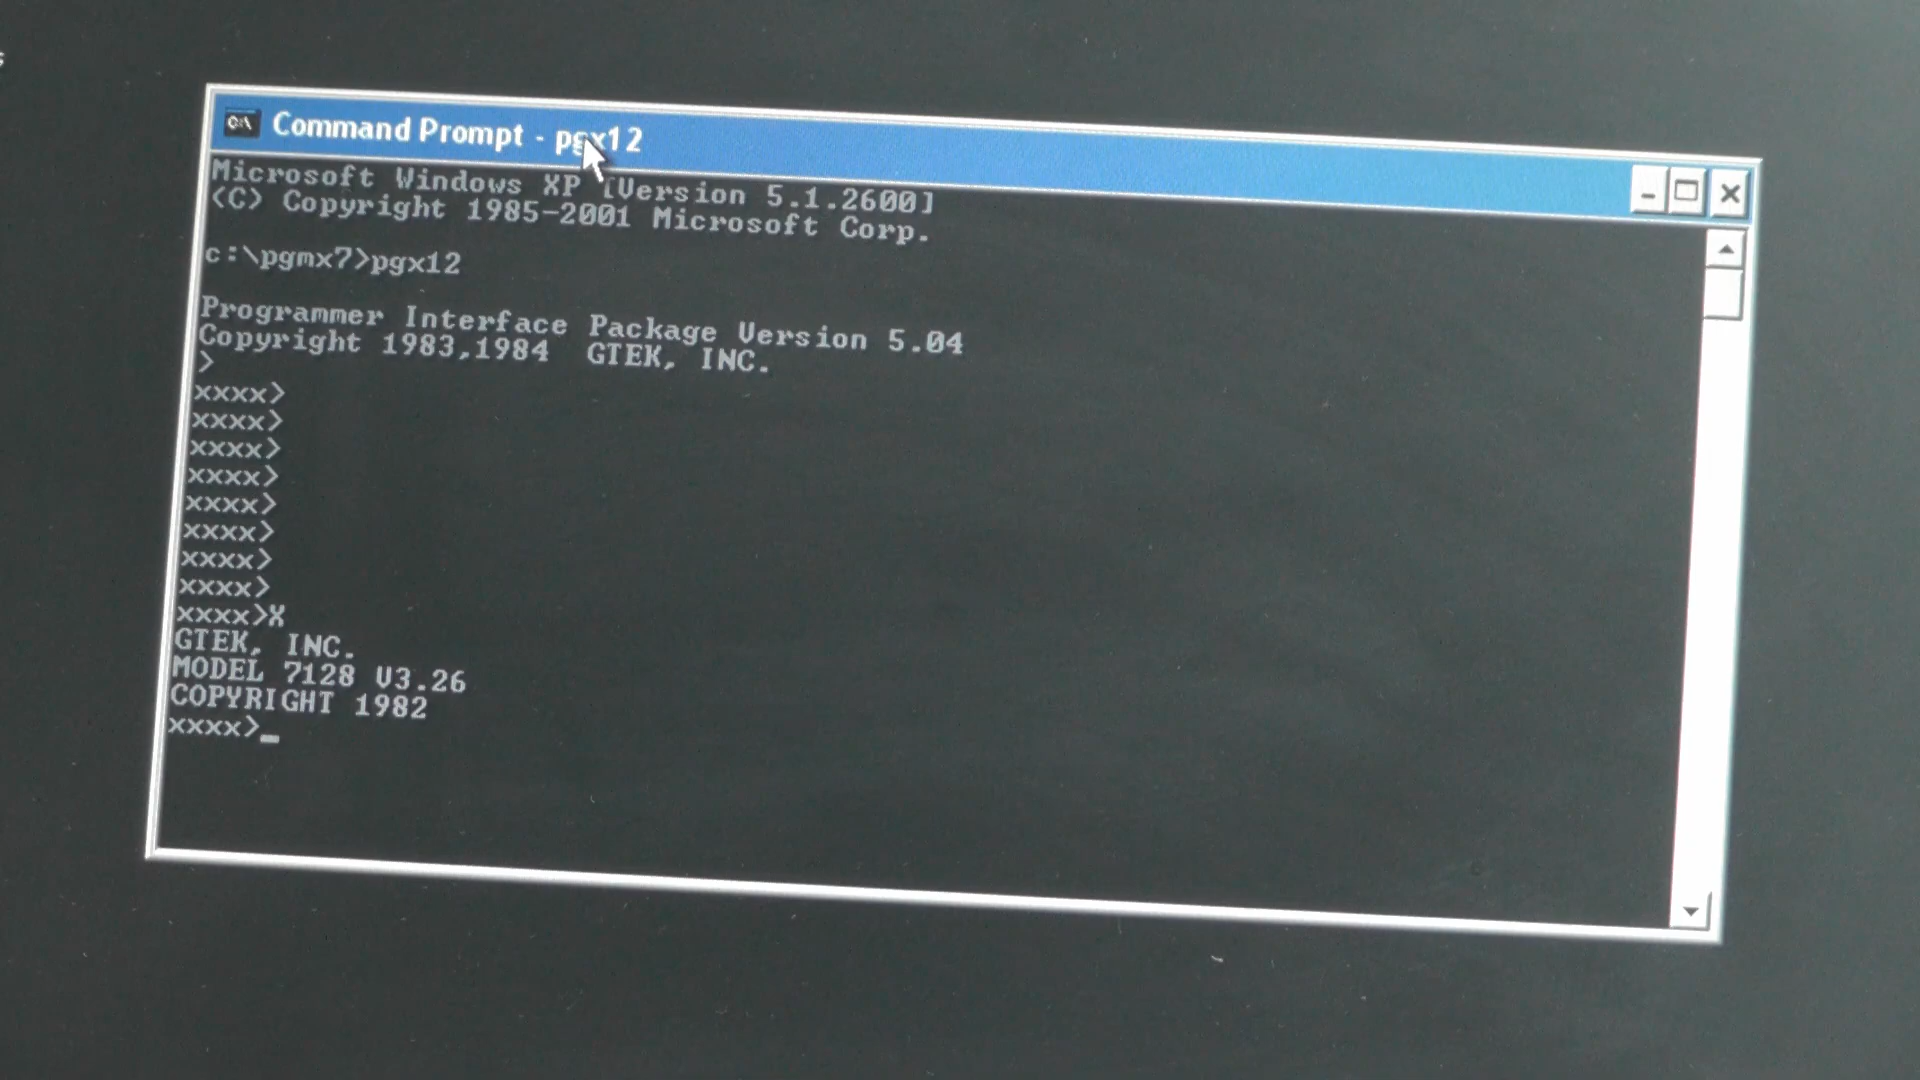 Command Prompt - pgx12
Microsoft Windows XP [Version 5.1.2600]
(C) Copyright 1985-2001 Microsoft Corp.
c:\pgmx7>pgx12
Programmer Interface Package Version 5.04
Copyright 1983,1984  GTEK, INC.
>
xxxx>
xxxx>
xxxx>
xxxx>
xxxx>
xxxx>
xxxx>
xxxx>
xxxx>X
GTEK, INC.
MODEL 7128 V3.26
COPYRIGHT 1982
xxxx>_